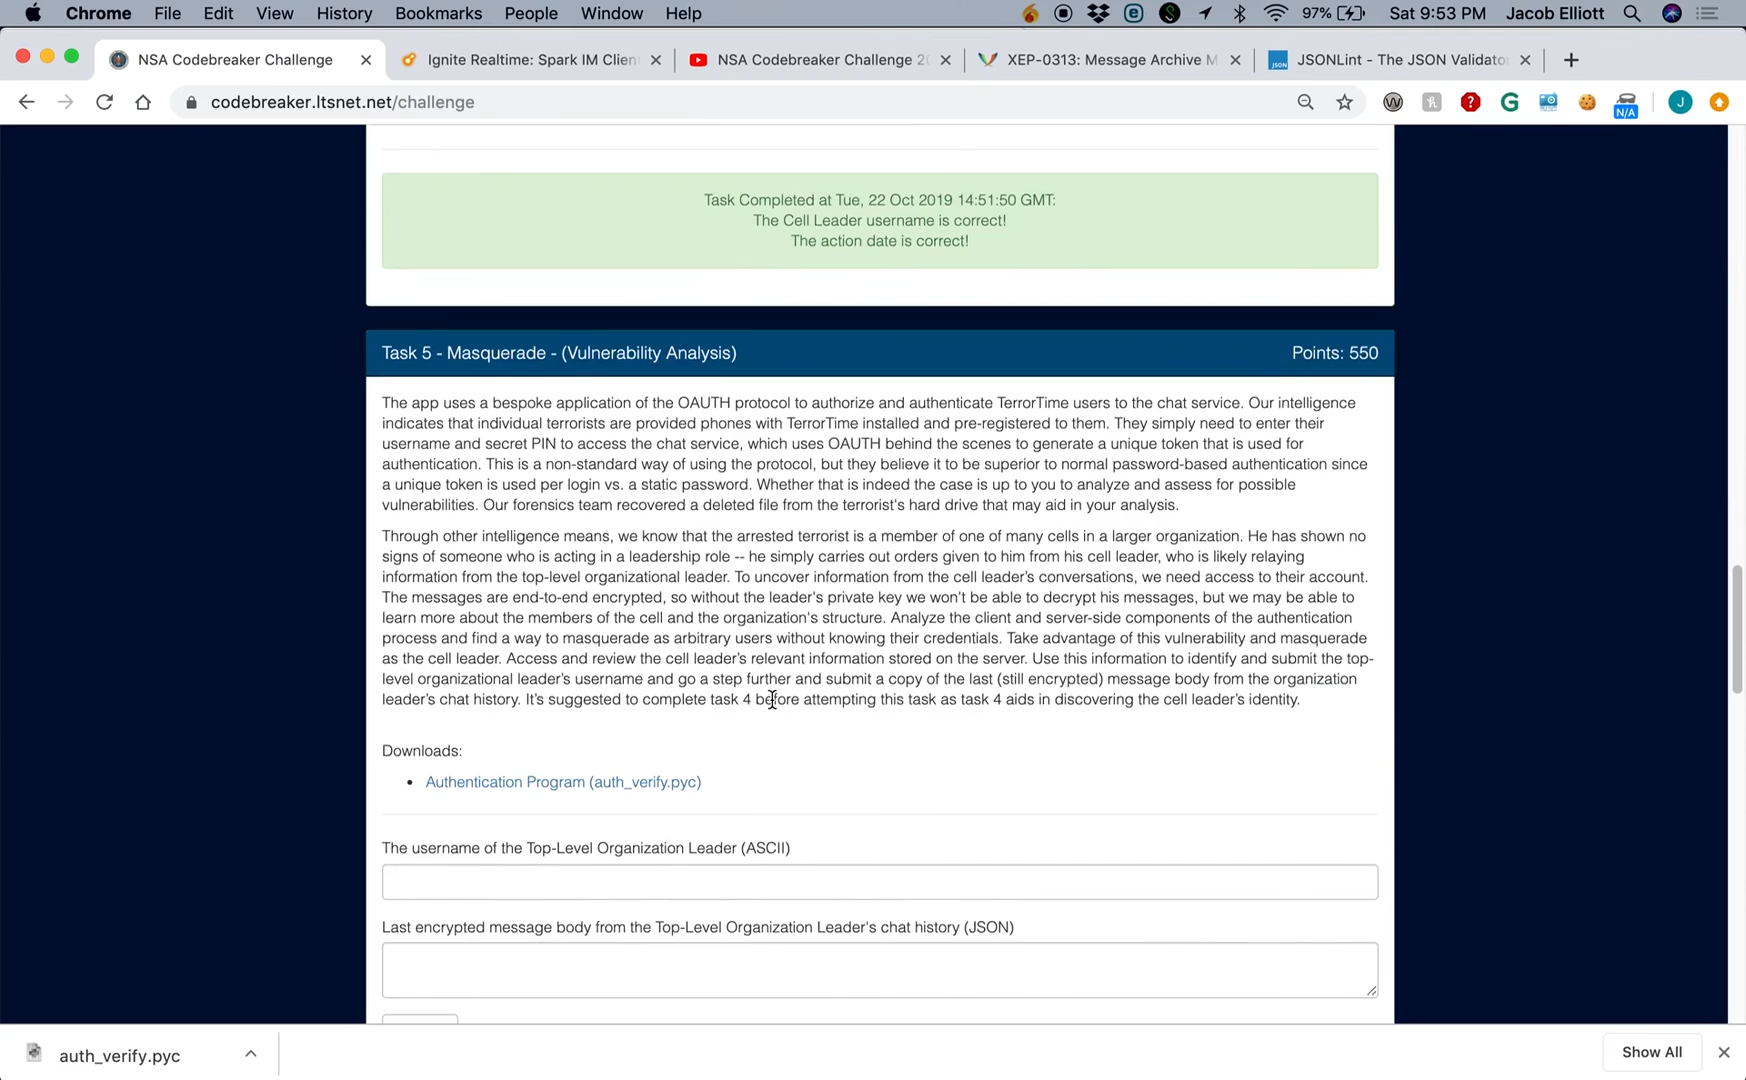 Chrome File Edit View History Bookmarks People Window Help 97% Sat 9:53 PM Jacob Elliott
NSA Codebreaker Challenge Ignite Realtime: Spark IM Clien NSA Codebreaker Challenge 2 XEP-0313: Message Archive M JSONLint - The JSON Validato
codebreaker.ltsnet.net/challenge N/A J
Task Completed at Tue, 22 Oct 2019 14:51:50 GMT:
The Cell Leader username is correct!
The action date is correct!
Task 5 - Masquerade - (Vulnerability Analysis) Points: 550
The app uses a bespoke application of the OAUTH protocol to authorize and authenticate TerrorTime users to the chat service. Our intelligence
indicates that individual terrorists are provided phones with TerrorTime installed and pre-registered to them. They simply need to enter their
username and secret PIN to access the chat service, which uses OAUTH behind the scenes to generate a unique token that is used for
authentication. This is a non-standard way of using the protocol, but they believe it to be superior to normal password-based authentication since
a unique token is used per login vs. a static password. Whether that is indeed the case is up to you to analyze and assess for possible
vulnerabilities. Our forensics team recovered a deleted file from the terrorist's hard drive that may aid in your analysis.
Through other intelligence means, we know that the arrested terrorist is a member of one of many cells in a larger organization. He has shown no
signs of someone who is acting in a leadership role -- he simply carries out orders given to him from his cell leader, who is likely relaying
information from the top-level organizational leader. To uncover information from the cell leader's conversations, we need access to their account.
The messages are end-to-end encrypted, so without the leader's private key we won't be able to decrypt his messages, but we may be able to
learn more about the members of the cell and the organization's structure. Analyze the client and server-side components of the authentication
process and find a way to masquerade as arbitrary users without knowing their credentials. Take advantage of this vulnerability and masquerade
as the cell leader. Access and review the cell leader's relevant information stored on the server. Use this information to identify and submit the top-
level organizational leader's username and go a step further and submit a copy of the last (still encrypted) message body from the organization
leader's chat history. It's suggested to complete task 4 before attempting this task as task 4 aids in discovering the cell leader's identity.
Downloads:
• Authentication Program (auth_verify.pyc)
The username of the Top-Level Organization Leader (ASCII)
Last encrypted message body from the Top-Level Organization Leader's chat history (JSON)
auth_verify.pyc Show All